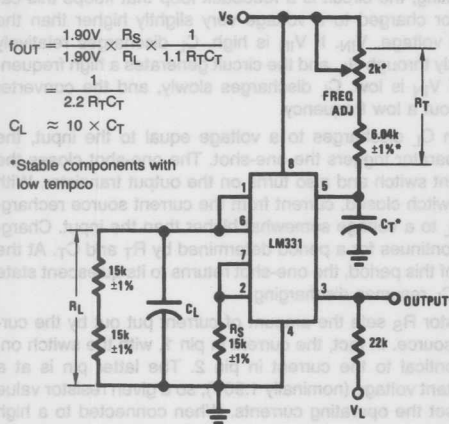 fOUT = 1.90V/1.90V × RS/RL × 1/1.1 RTCT
= 1/2.2 RTCT
CL ≈ 10 × CT
*Stable components with
low tempco
VS
2k*
FREQ
ADJ
RT
6.04k
±1%*
8
1
5
6
LM331
CT*
7
2
3
OUTPUT
4
15k
±1%
RL
CL
15k
±1%
RS
15k
±1%
22k
VL